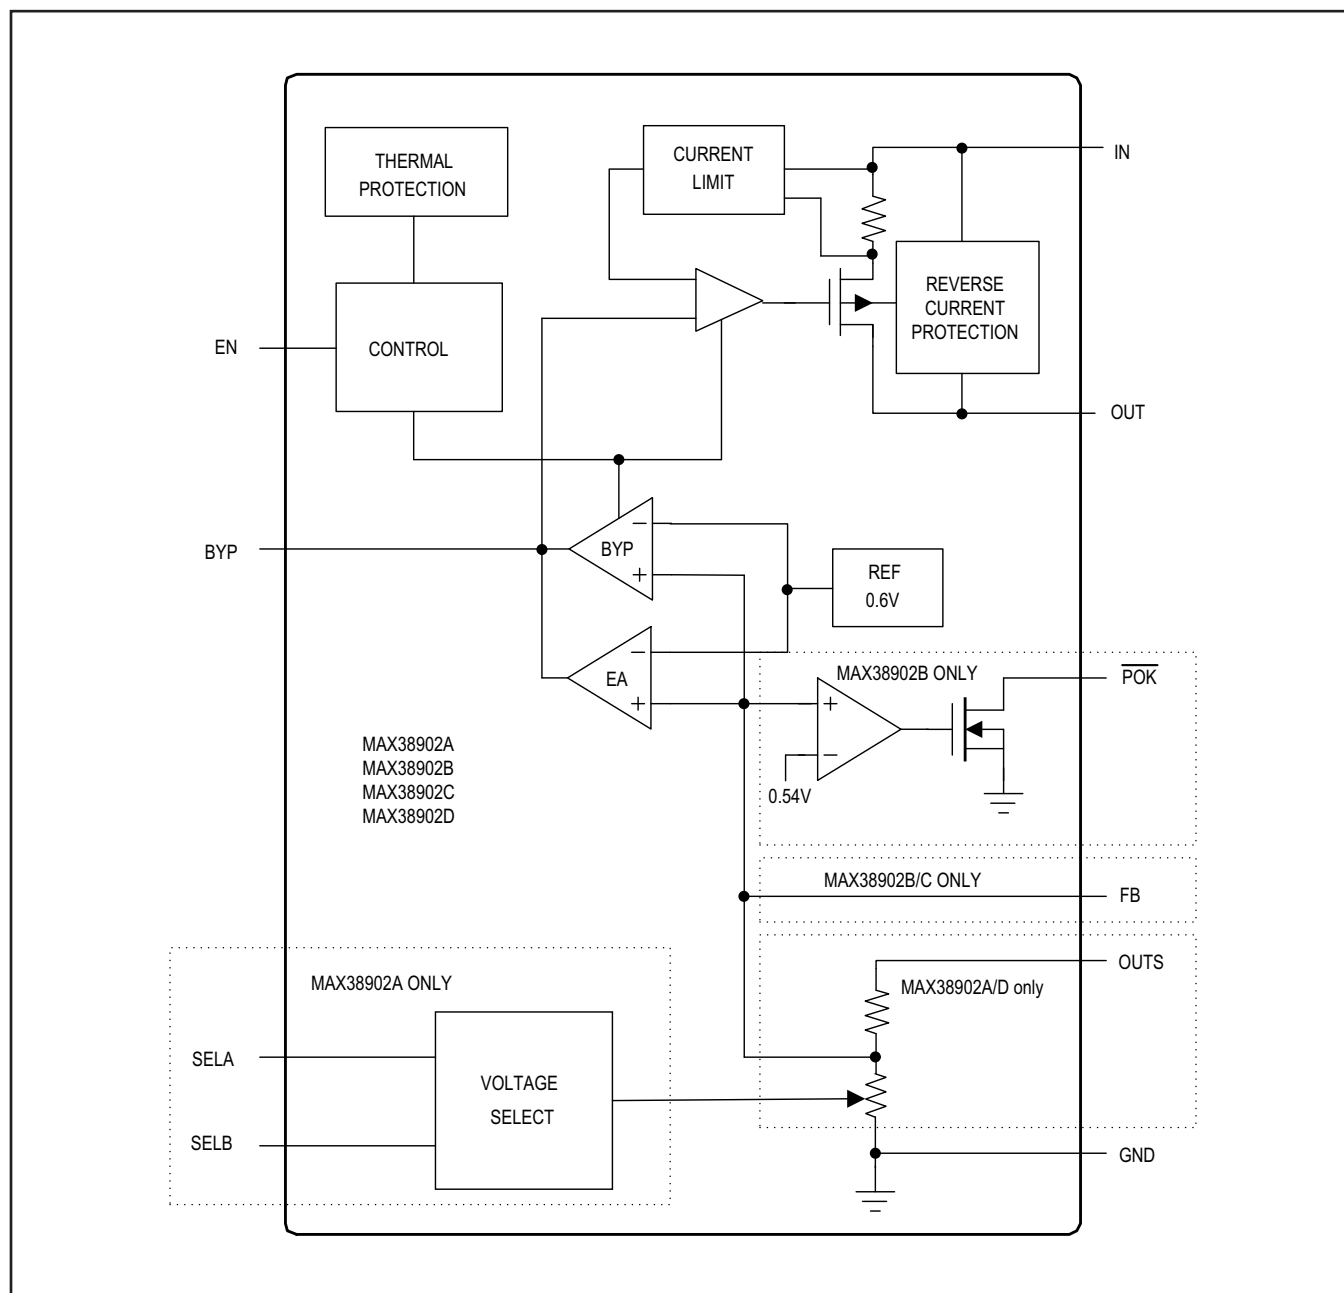 THERMAL
PROTECTION
CURRENT
LIMIT
IN
REVERSE
CURRENT
PROTECTION
EN
CONTROL
OUT
BYP
−
BYP
+
REF
0.6V
−
EA
+
MAX38902B ONLY
POK
+
−
0.54V
MAX38902A
MAX38902B
MAX38902C
MAX38902D
MAX38902B/C ONLY
FB
OUTS
MAX38902A/D only
MAX38902A ONLY
SELA
VOLTAGE
SELECT
SELB
GND